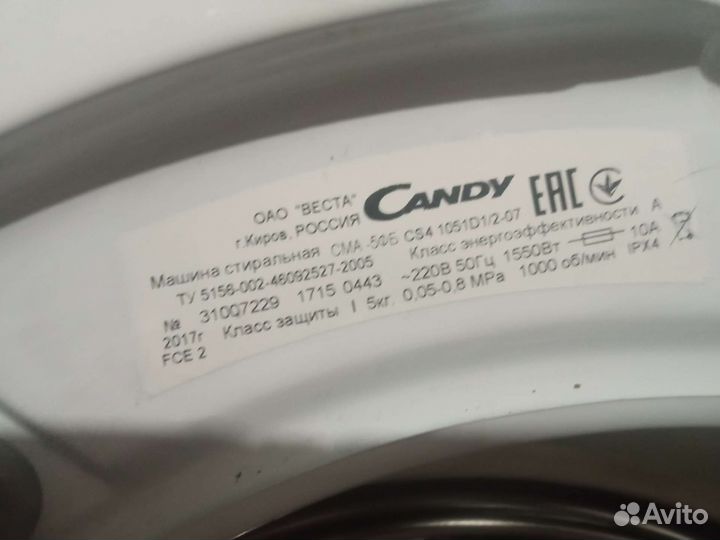 ОАО "ВЕСТА" CANDY EAC
г.Киров, РОССИЯ
Машина стиральная СМА -50Б CS4 1051D1/2-07
ТУ 5156-002-46092527-2005 Класс энергоэффективности А
№ 31007229 1715 0443 ~220В 50Гц 1550Вт 10А
2017г Класс защиты I 5кг. 0,05-0,8 MPa 1000 об/мин IPX4
FCE 2
Avito